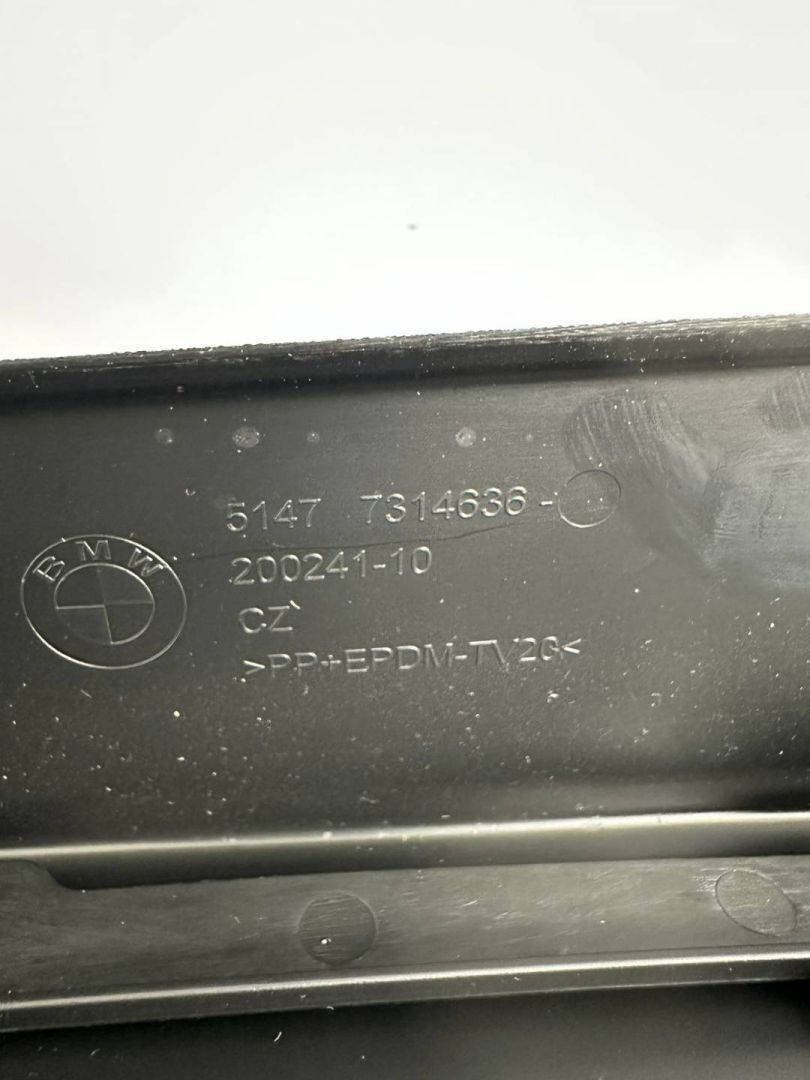 BMW
5147 7314636-
200241-10
CZ
>PP+EPDM-TV20<